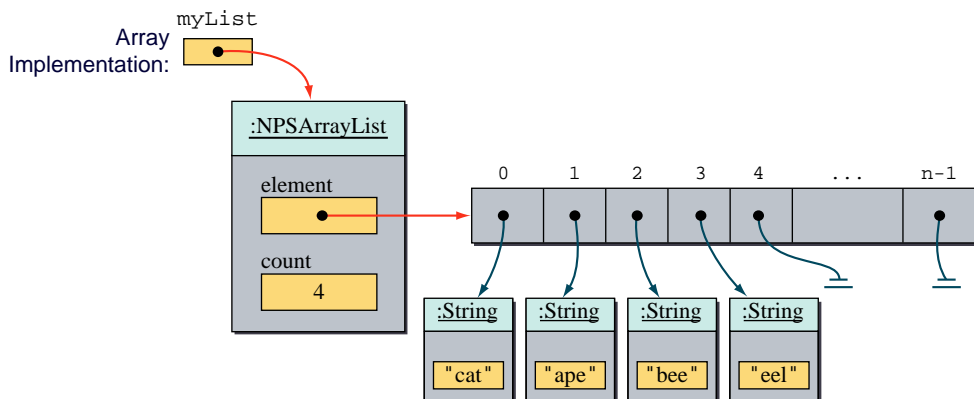 myList
Array
Implementation:
:NPSArrayList
element
count
4
0 1 2 3 4 ... n-1
:String :String :String :String
"cat" "ape" "bee" "eel"